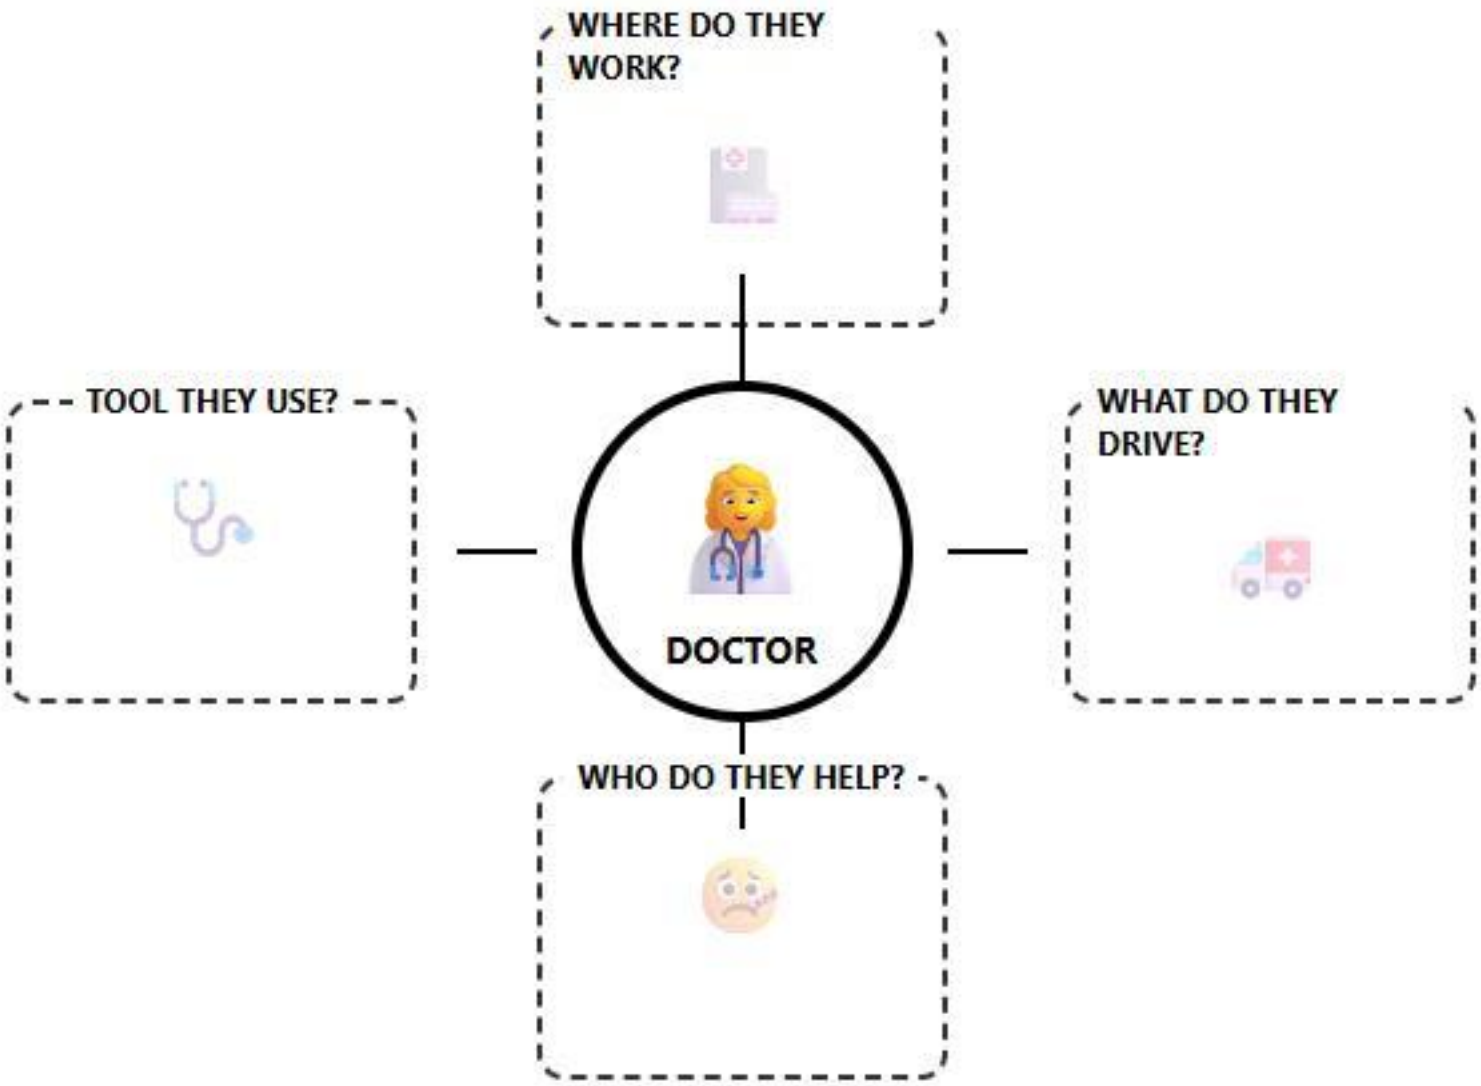 WHERE DO THEY
WORK?
TOOL THEY USE?
WHAT DO THEY
DRIVE?
DOCTOR
WHO DO THEY HELP?